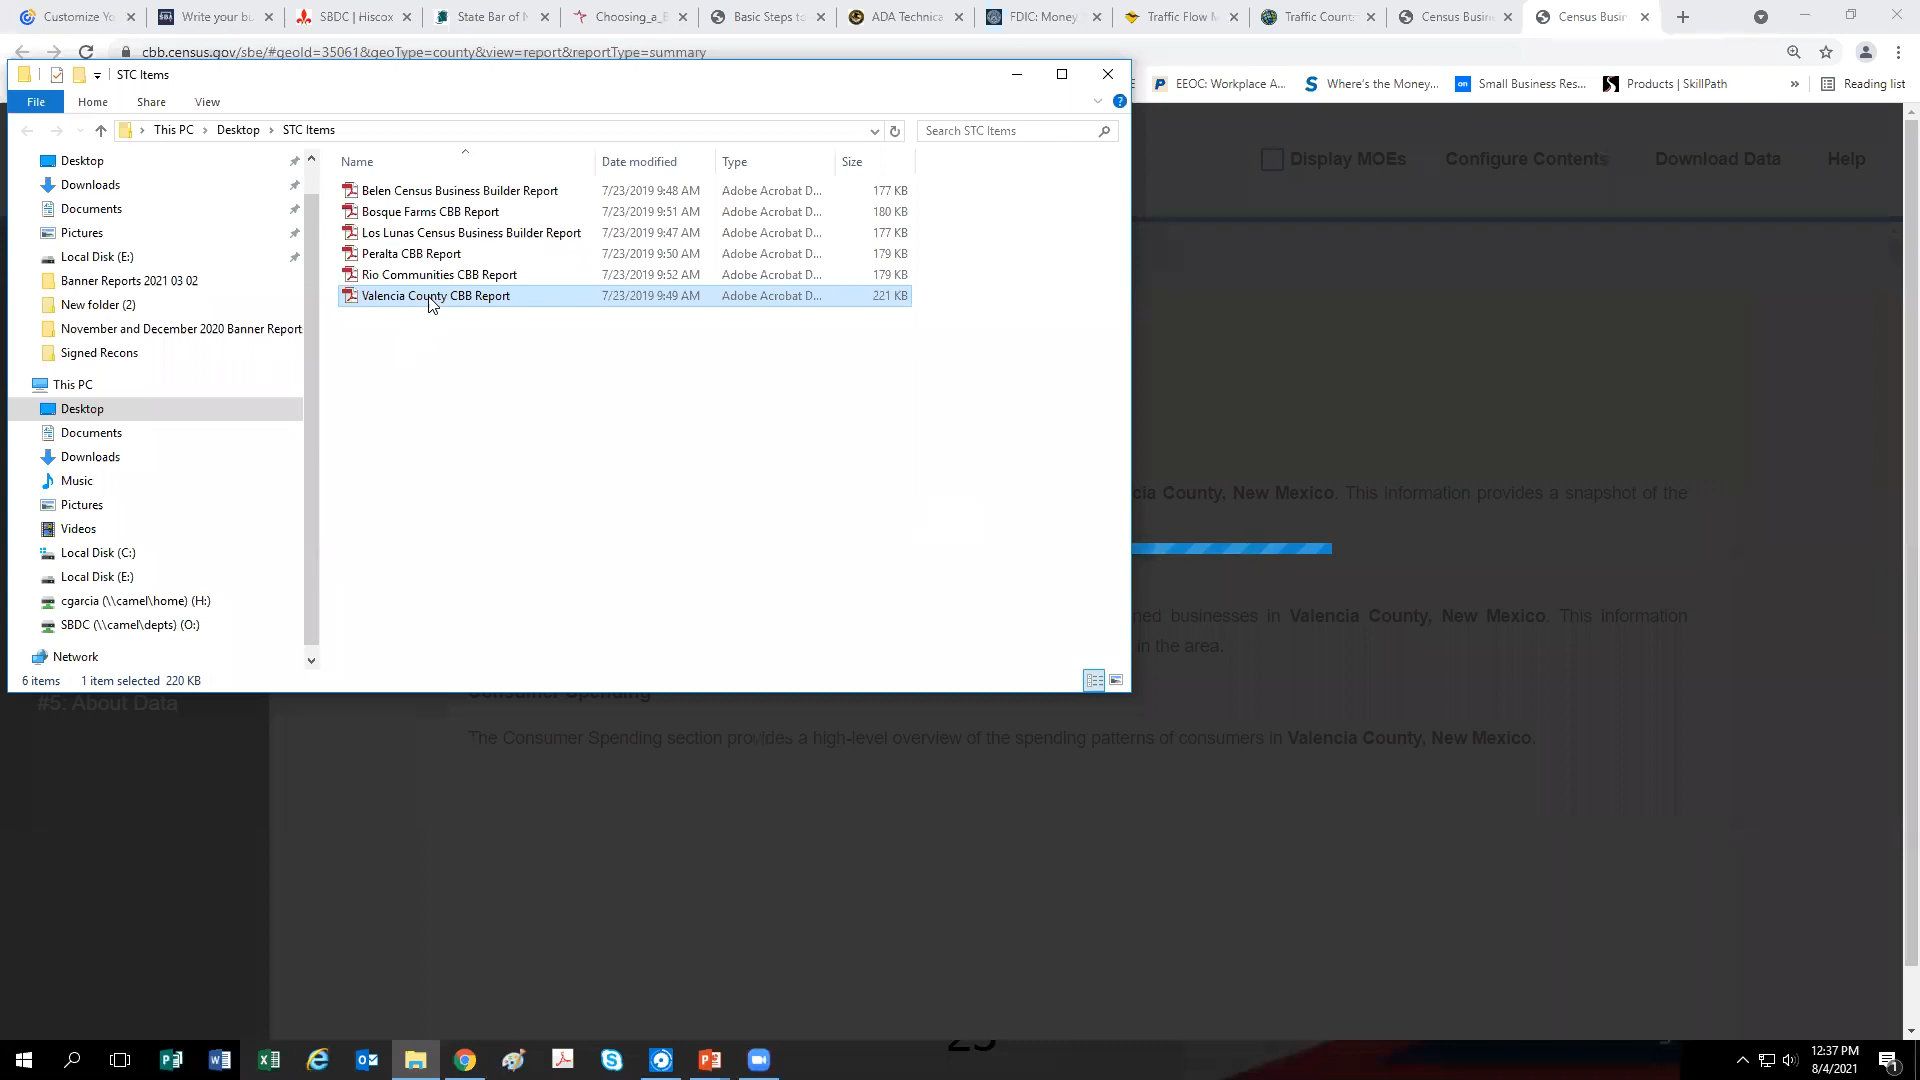 Customize Yo
Write your bu
SBDC | Hiscox
State Bar of N
Choosing_a_E
Basic Steps to
ADA Technica
FDIC: Money
Traffic Flow M
Traffic Count
Census Busin
Census Busin
cbb.census.gov/sbe/#geoId=35061&geoType=county&view=report&reportType=summary
EEOC: Workplace A...
Where's the Money...
Small Business Res...
Products | SkillPath
»
Reading list
STC Items
File
Home
Share
View
This PC > Desktop > STC Items
Search STC Items
Display MOEs
Configure Contents
Download Data
Help
Name
Date modified
Type
Size
Belen Census Business Builder Report 7/23/2019 9:48 AM Adobe Acrobat D... 177 KB
Bosque Farms CBB Report 7/23/2019 9:51 AM Adobe Acrobat D... 180 KB
Los Lunas Census Business Builder Report 7/23/2019 9:47 AM Adobe Acrobat D... 177 KB
Peralta CBB Report 7/23/2019 9:50 AM Adobe Acrobat D... 179 KB
Rio Communities CBB Report 7/23/2019 9:52 AM Adobe Acrobat D... 179 KB
Valencia County CBB Report 7/23/2019 9:49 AM Adobe Acrobat D... 221 KB
Desktop
Downloads
Documents
Pictures
Local Disk (E:)
Banner Reports 2021 03 02
New folder (2)
November and December 2020 Banner Report
Signed Recons
This PC
Desktop
Documents
Downloads
Music
Pictures
Videos
Local Disk (C:)
Local Disk (E:)
cgarcia (\\camel\home) (H:)
SBDC (\\camel\depts) (O:)
Network
6 items 1 item selected 220 KB
cia County, New Mexico. This information provides a snapshot of the
ned businesses in Valencia County, New Mexico. This information
in the area.
Consumer Spending
#5: About Data
The Consumer Spending section provides a high-level overview of the spending patterns of consumers in Valencia County, New Mexico.
12:37 PM
8/4/2021
1